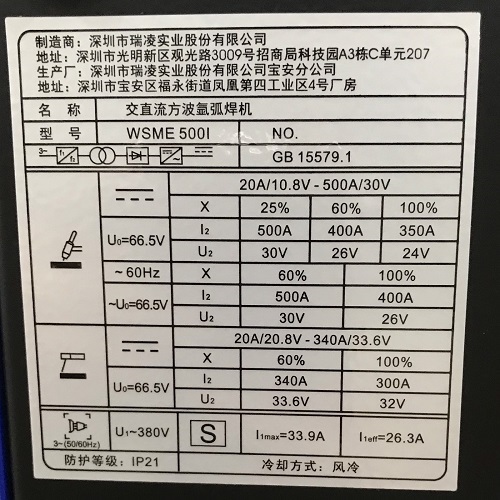 制造商：深圳市瑞凌实业股份有限公司
地址：深圳市光明新区观光路3009号招商局科技园A3栋C单元207
生产厂：深圳市瑞凌实业股份有限公司宝安分公司
地址：深圳市宝安区福永街道凤凰第四工业区4号厂房
名 称 交直流方波氩弧焊机
型 号 WSME 500I NO.
3~ f₁ f₂ GB 15579.1
20A/10.8V - 500A/30V
X 25% 60% 100%
U₀=66.5V I₂ 500A 400A 350A
U₂ 30V 26V 24V
~60Hz X 60% 100%
~U₀=66.5V I₂ 500A 400A
U₂ 30V 26V
20A/20.8V - 340A/33.6V
X 60% 100%
U₀=66.5V I₂ 340A 300A
U₂ 33.6V 32V
3~(50/60Hz) U₁~380V S I₁max=33.9A I₁eff=26.3A
防护等级：IP21 冷却方式：风冷